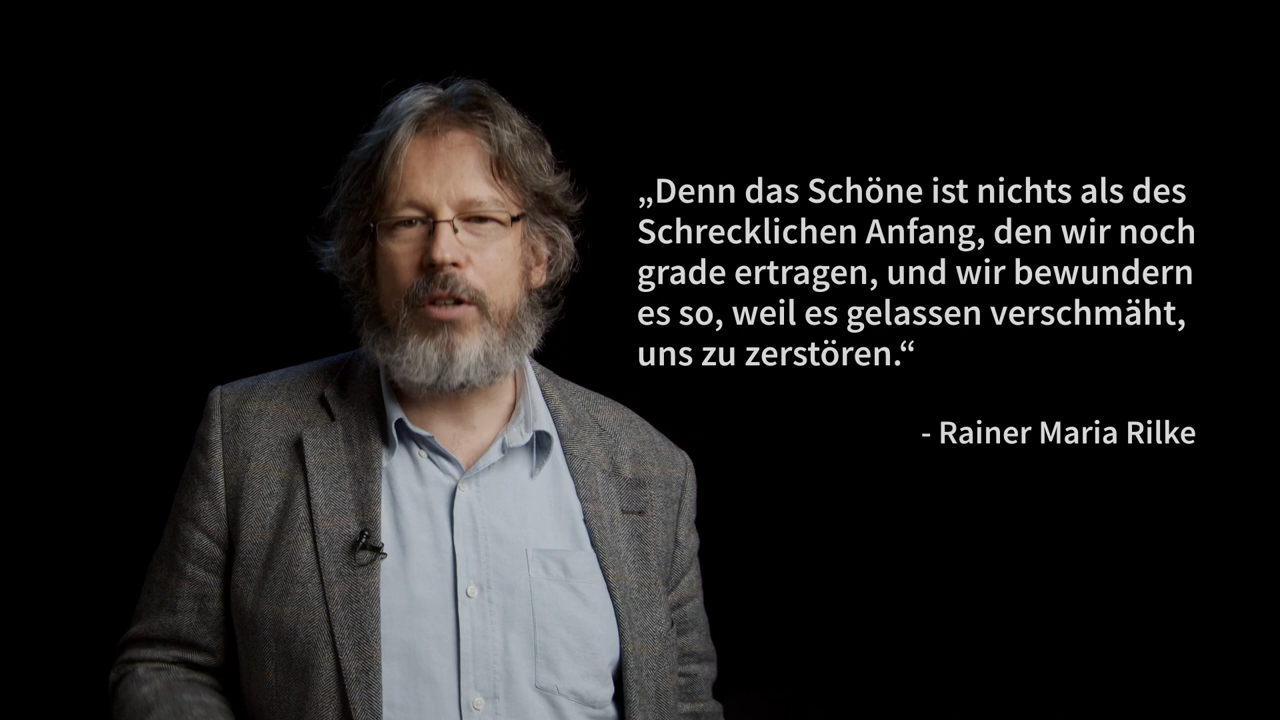 „Denn das Schöne ist nichts als des
Schrecklichen Anfang, den wir noch
grade ertragen, und wir bewundern
es so, weil es gelassen verschmäht,
uns zu zerstören.“
- Rainer Maria Rilke